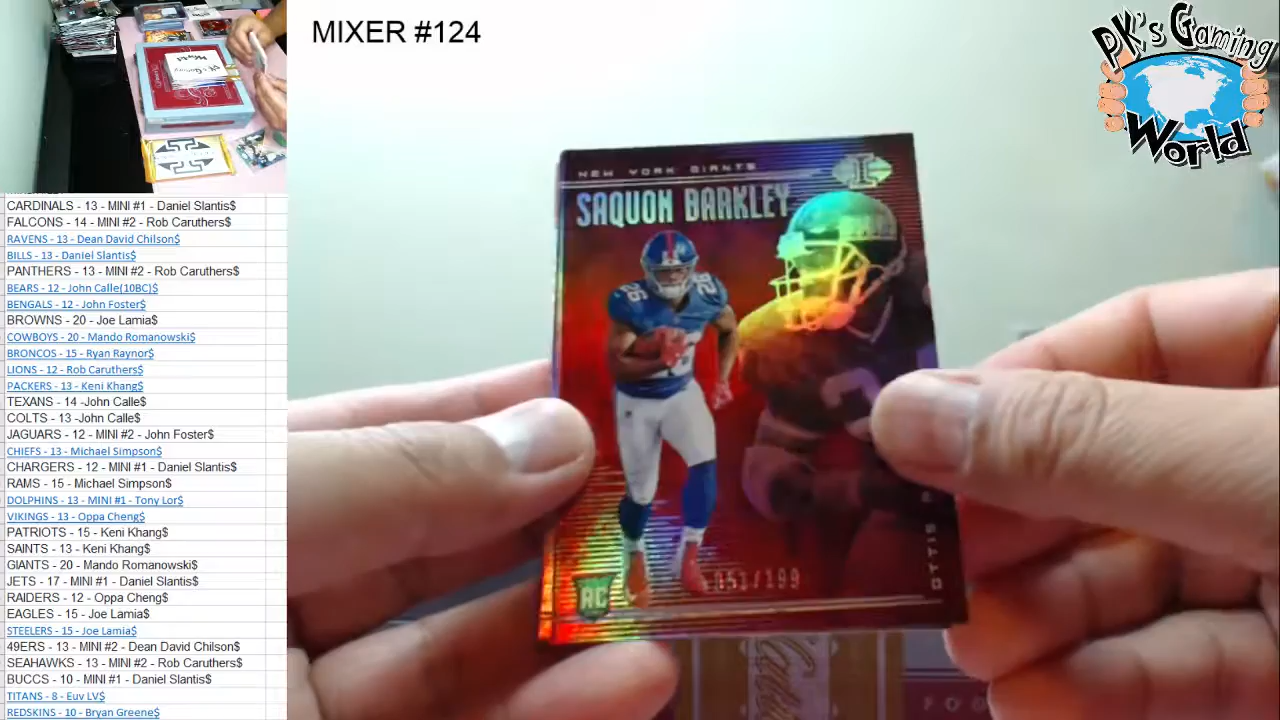 MIXER #124
PK's Gaming
World
CARDINALS - 13 - MINI #1 - Daniel Slantis$
FALCONS - 14 - MINI #2 - Rob Caruthers$
RAVENS - 13 - Dean David Chilson$
BILLS - 13 - Daniel Slantis$
PANTHERS - 13 - MINI #2 - Rob Caruthers$
BEARS - 12 - John Calle(10BC)$
BENGALS - 12 - John Foster$
BROWNS - 20 - Joe Lamia$
COWBOYS - 20 - Mando Romanowski$
BRONCOS - 15 - Ryan Raynor$
LIONS - 12 - Rob Caruthers$
PACKERS - 13 - Keni Khang$
TEXANS - 14 - John Calle$
COLTS - 13 -John Calle$
JAGUARS - 12 - MINI #2 - John Foster$
CHIEFS - 13 - Michael Simpson$
CHARGERS - 12 - MINI #1 - Daniel Slantis$
RAMS - 15 - Michael Simpson$
DOLPHINS - 13 - MINI #1 - Tony Lor$
VIKINGS - 13 - Oppa Cheng$
PATRIOTS - 15 - Keni Khang$
SAINTS - 13 - Keni Khang$
GIANTS - 20 - Mando Romanowski$
JETS - 17 - MINI #1 - Daniel Slantis$
RAIDERS - 12 - Oppa Cheng$
EAGLES - 15 - Joe Lamia$
STEELERS - 15 - Joe Lamia$
49ERS - 13 - MINI #2 - Dean David Chilson$
SEAHAWKS - 13 - MINI #2 - Rob Caruthers$
BUCCS - 10 - MINI #1 - Daniel Slantis$
TITANS - 8 - Euv LV$
REDSKINS - 10 - Bryan Greene$
NEW YORK GIANTS
SAQUON BARKLEY
I
26
26
RC
051/199
OTTIS